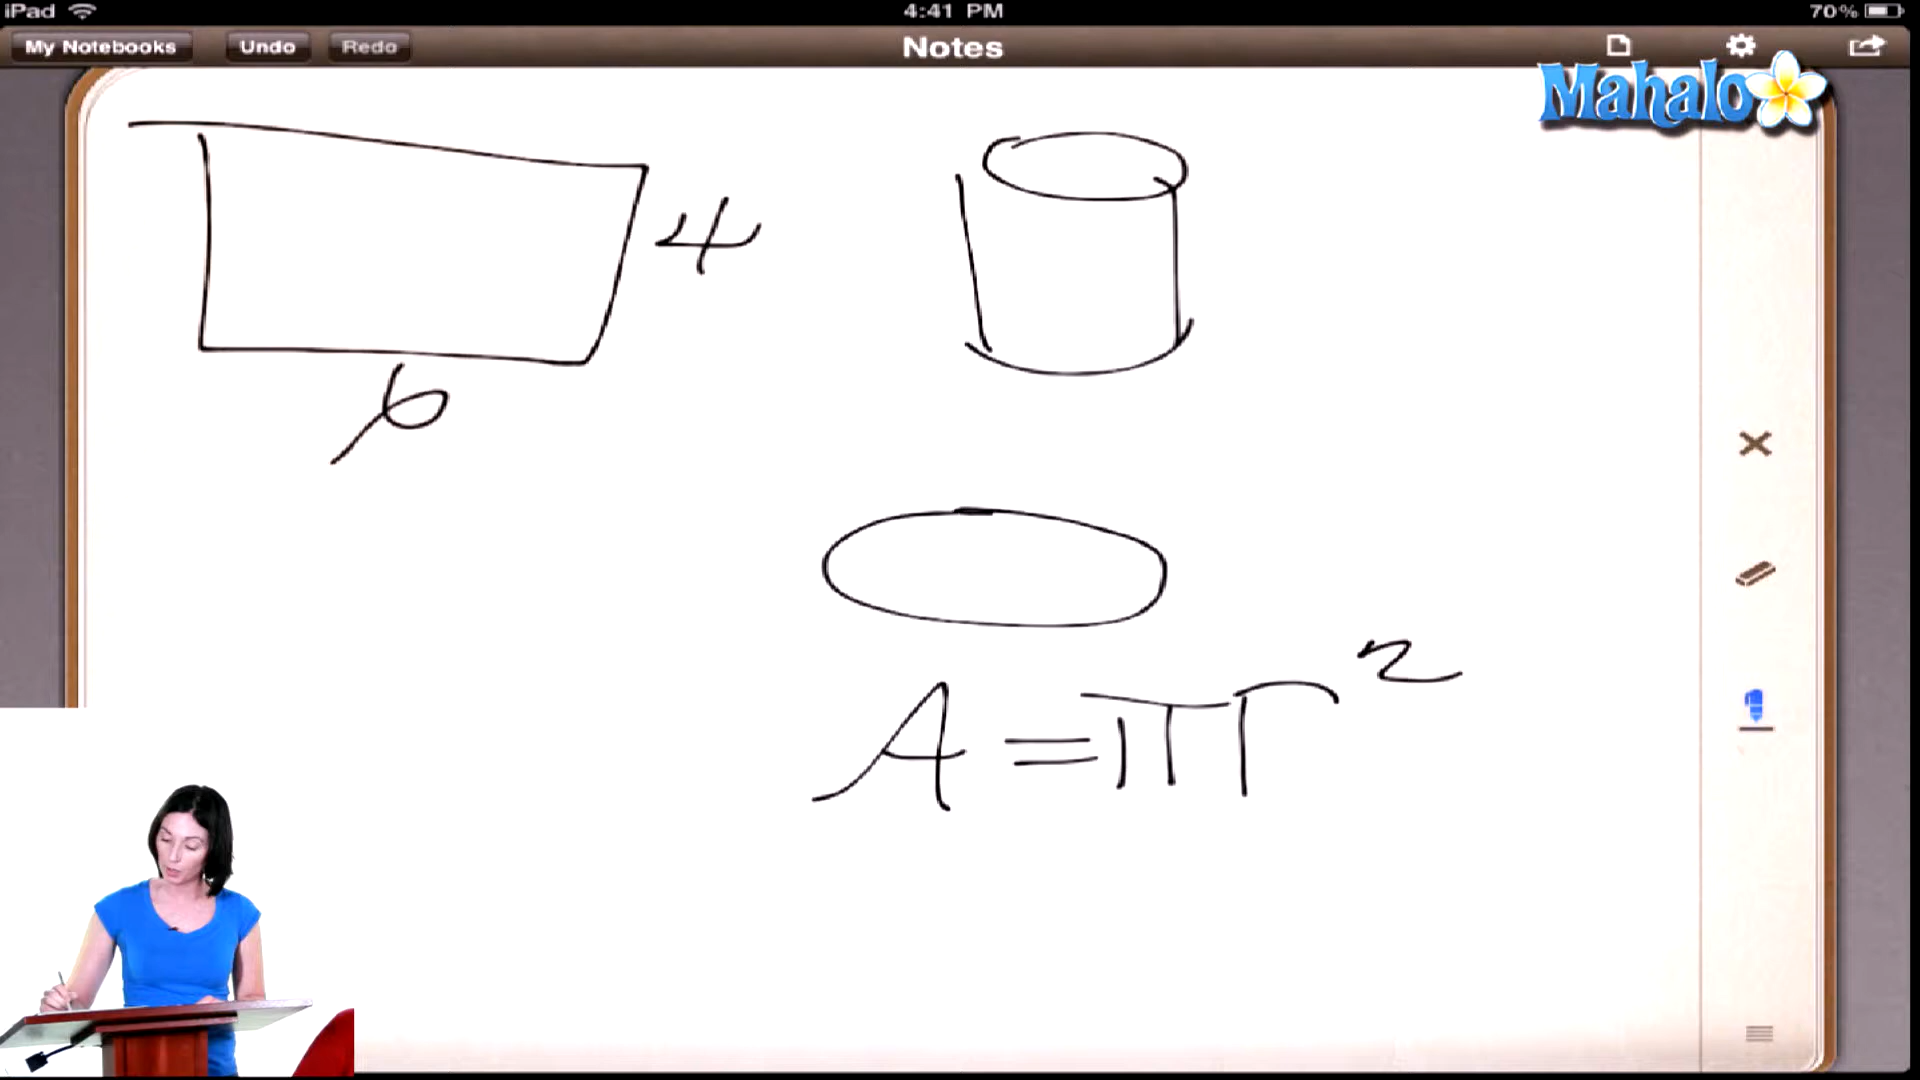 iPad 4:41 PM 70%
My Notebooks Undo Redo Notes
Mahalo
4
6
A = πr²